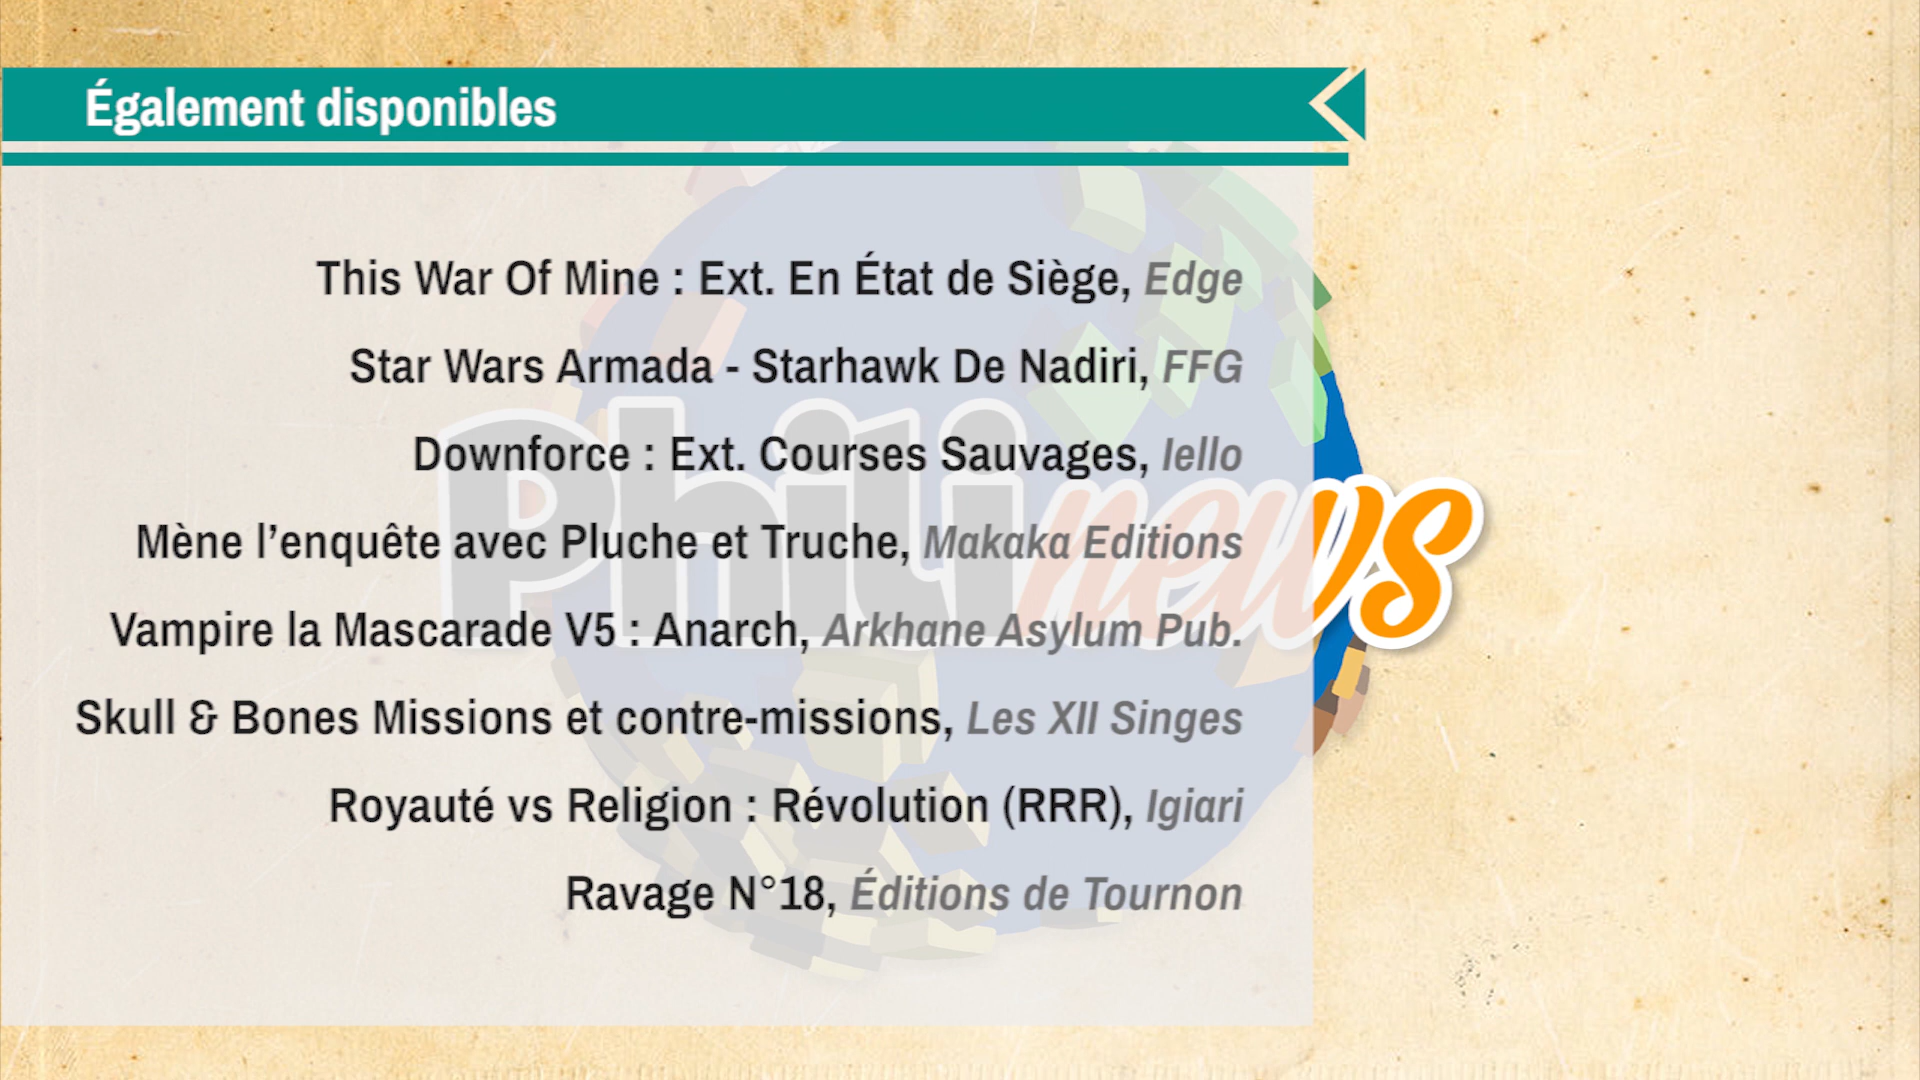 Également disponibles
This War Of Mine : Ext. En État de Siège, Edge
Star Wars Armada - Starhawk De Nadiri, FFG
Downforce : Ext. Courses Sauvages, Iello
Mène l’enquête avec Pluche et Truche, Makaka Editions
Vampire la Mascarade V5 : Anarch, Arkhane Asylum Pub.
Skull & Bones Missions et contre-missions, Les XII Singes
Royauté vs Religion : Révolution (RRR), Igiari
Ravage N°18, Éditions de Tournon
Philinews